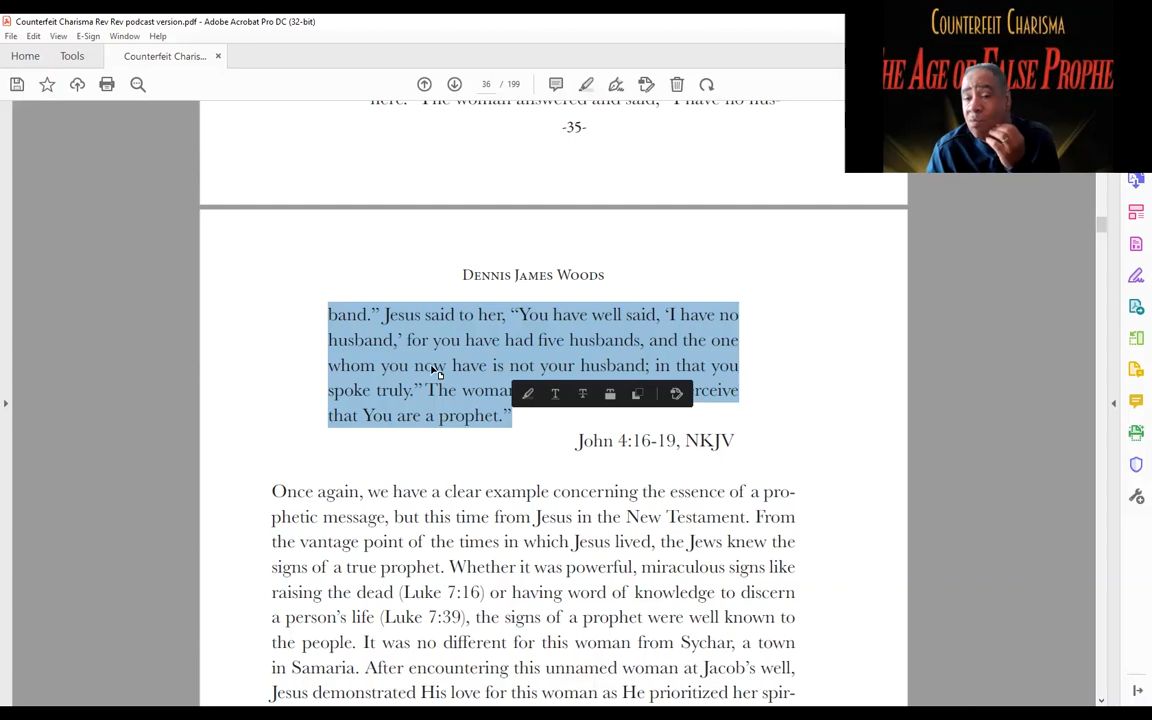 Counterfeit Charisma Rev Rev podcast version.pdf - Adobe Acrobat Pro DC (32-bit)
File Edit View E-Sign Window Help
Home Tools Counterfeit Charis... ×
36 / 199
COUNTERFEIT CHARISMA
HE AGE OF FALSE PROPHE
here." The woman answered and said, "I have no hus-
-35-
DENNIS JAMES WOODS
band." Jesus said to her, "You have well said, 'I have no
husband,' for you have had five husbands, and the one
whom you now have is not your husband; in that you
spoke truly." The woman rceive
that You are a prophet."
John 4:16-19, NKJV
Once again, we have a clear example concerning the essence of a pro-
phetic message, but this time from Jesus in the New Testament. From
the vantage point of the times in which Jesus lived, the Jews knew the
signs of a true prophet. Whether it was powerful, miraculous signs like
raising the dead (Luke 7:16) or having word of knowledge to discern
a person's life (Luke 7:39), the signs of a prophet were well known to
the people. It was no different for this woman from Sychar, a town
in Samaria. After encountering this unnamed woman at Jacob's well,
Jesus demonstrated His love for this woman as He prioritized her spir-